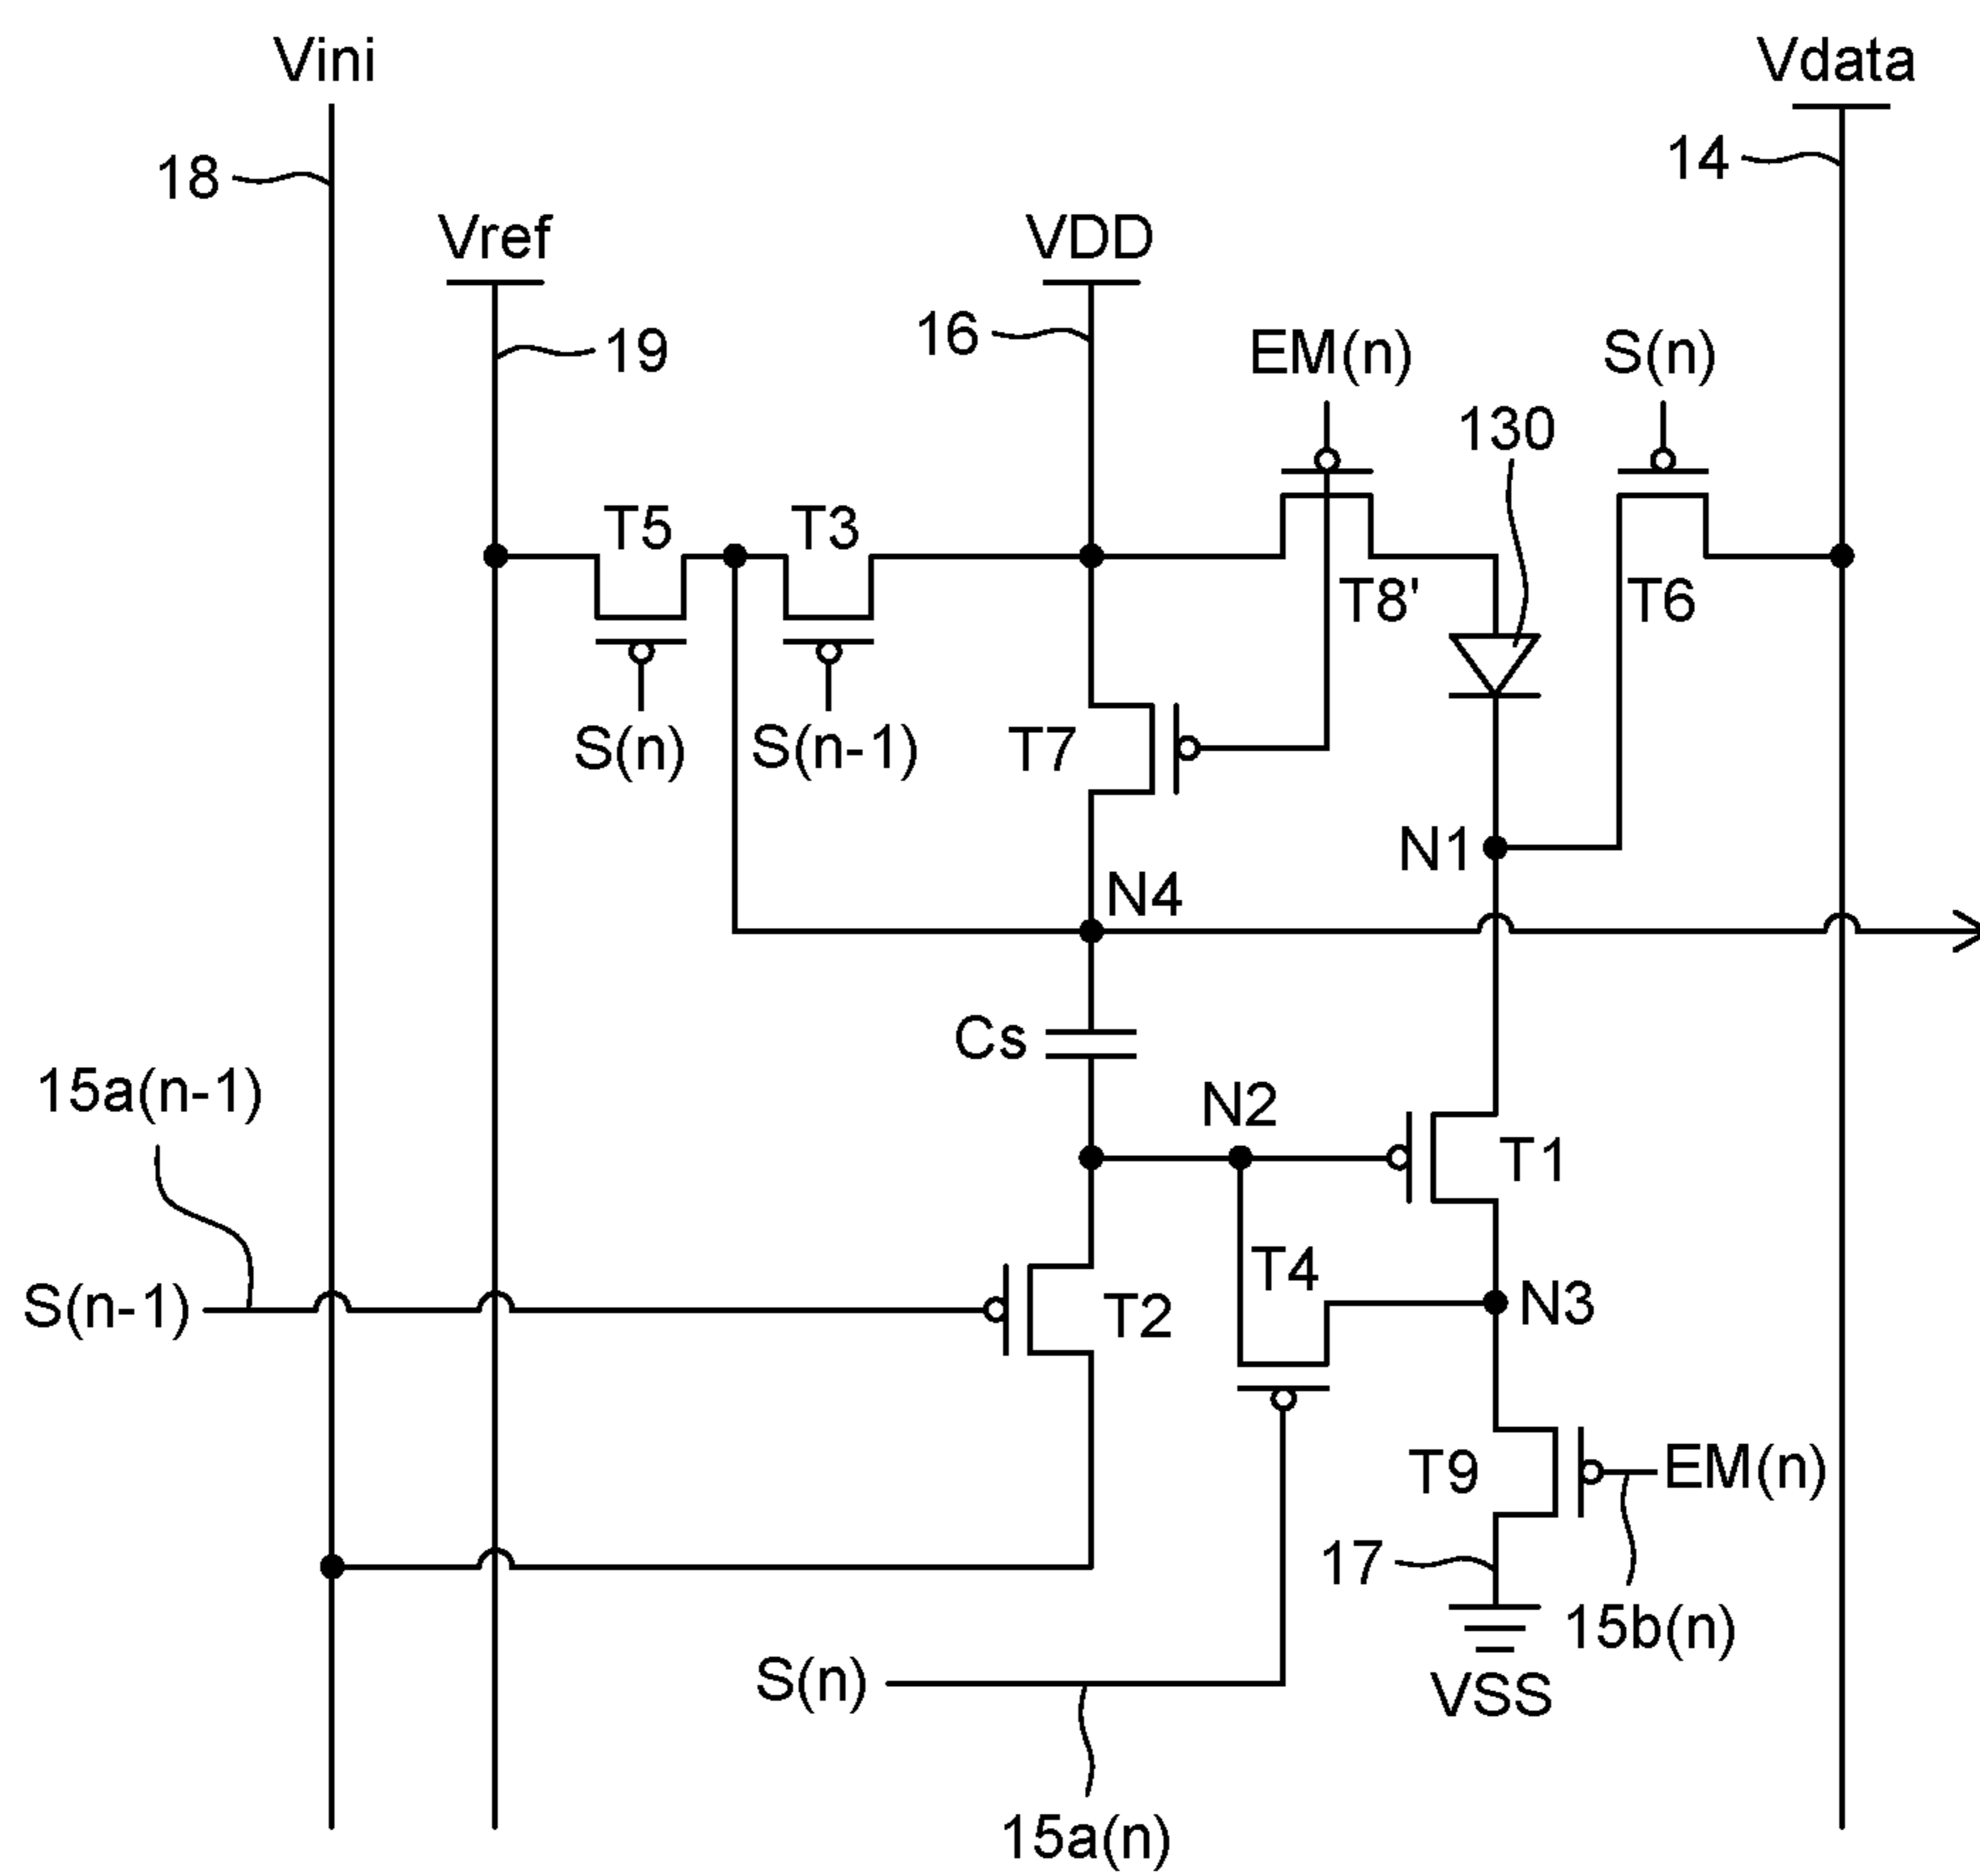 Vini
Vdata
18
14
Vref
VDD
19
16
EM(n)
S(n)
130
T5
T3
T8'
T6
S(n)
S(n-1)
T7
N1
N4
Cs
15a(n-1)
N2
T1
T4
S(n-1)
T2
N3
T9
EM(n)
17
15b(n)
S(n)
VSS
15a(n)